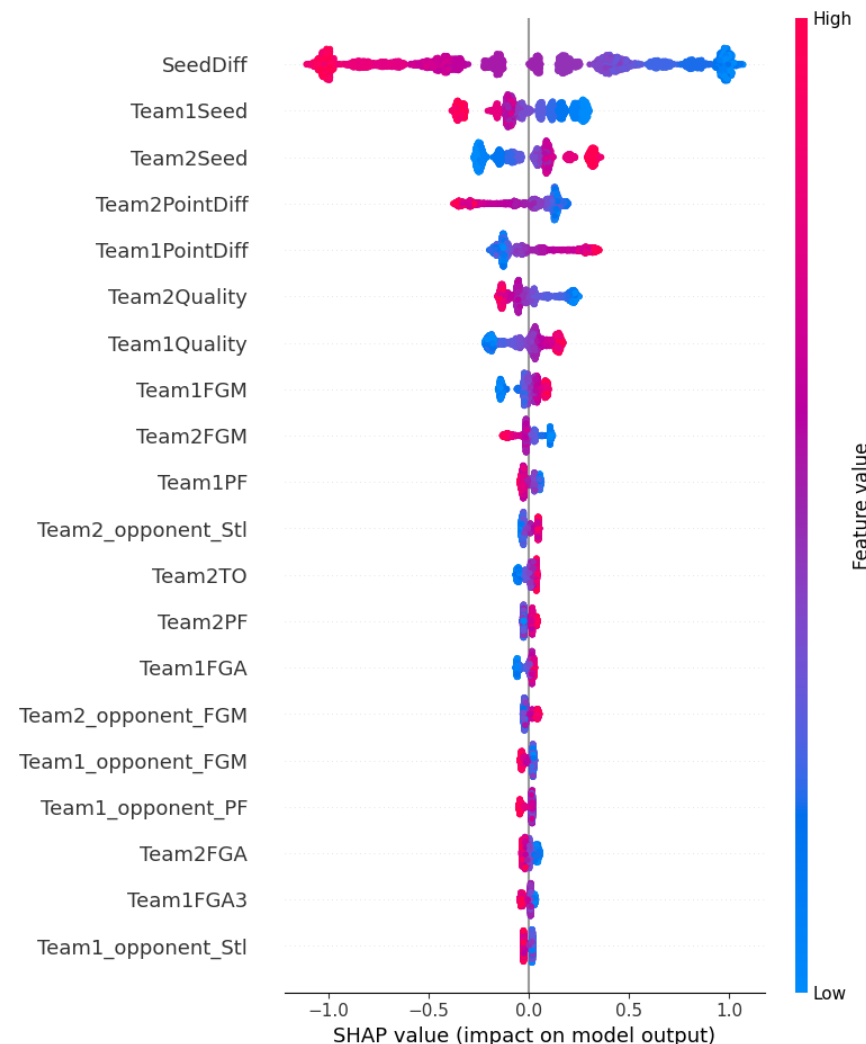 High
SeedDiff
Team1Seed
Team2Seed
Team2PointDiff
Team1PointDiff
Team2Quality
Team1Quality
Team1FGM
Team2FGM
Team1PF
Team2_opponent_Stl
Team2TO
Team2PF
Team1FGA
Team2_opponent_FGM
Team1_opponent_FGM
Team1_opponent_PF
Team2FGA
Team1FGA3
Team1_opponent_Stl
Feature value
Low
−1.0 −0.5 0.0 0.5 1.0
SHAP value (impact on model output)